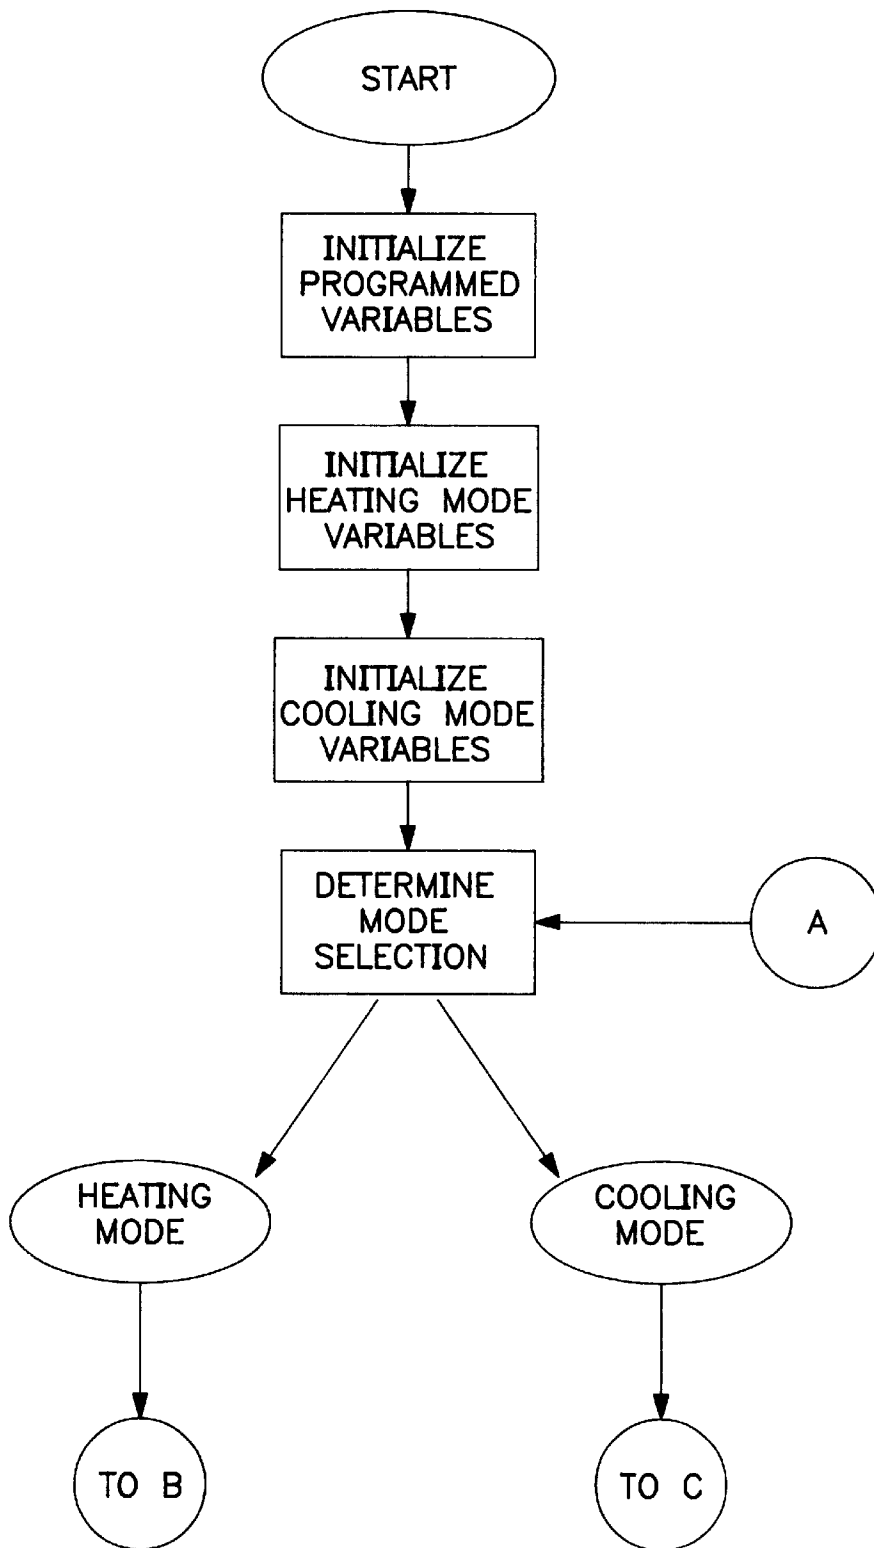 START
INITIALIZE
PROGRAMMED
VARIABLES
INITIALIZE
HEATING MODE
VARIABLES
INITIALIZE
COOLING MODE
VARIABLES
DETERMINE
MODE
SELECTION
A
HEATING
MODE
COOLING
MODE
TO B
TO C